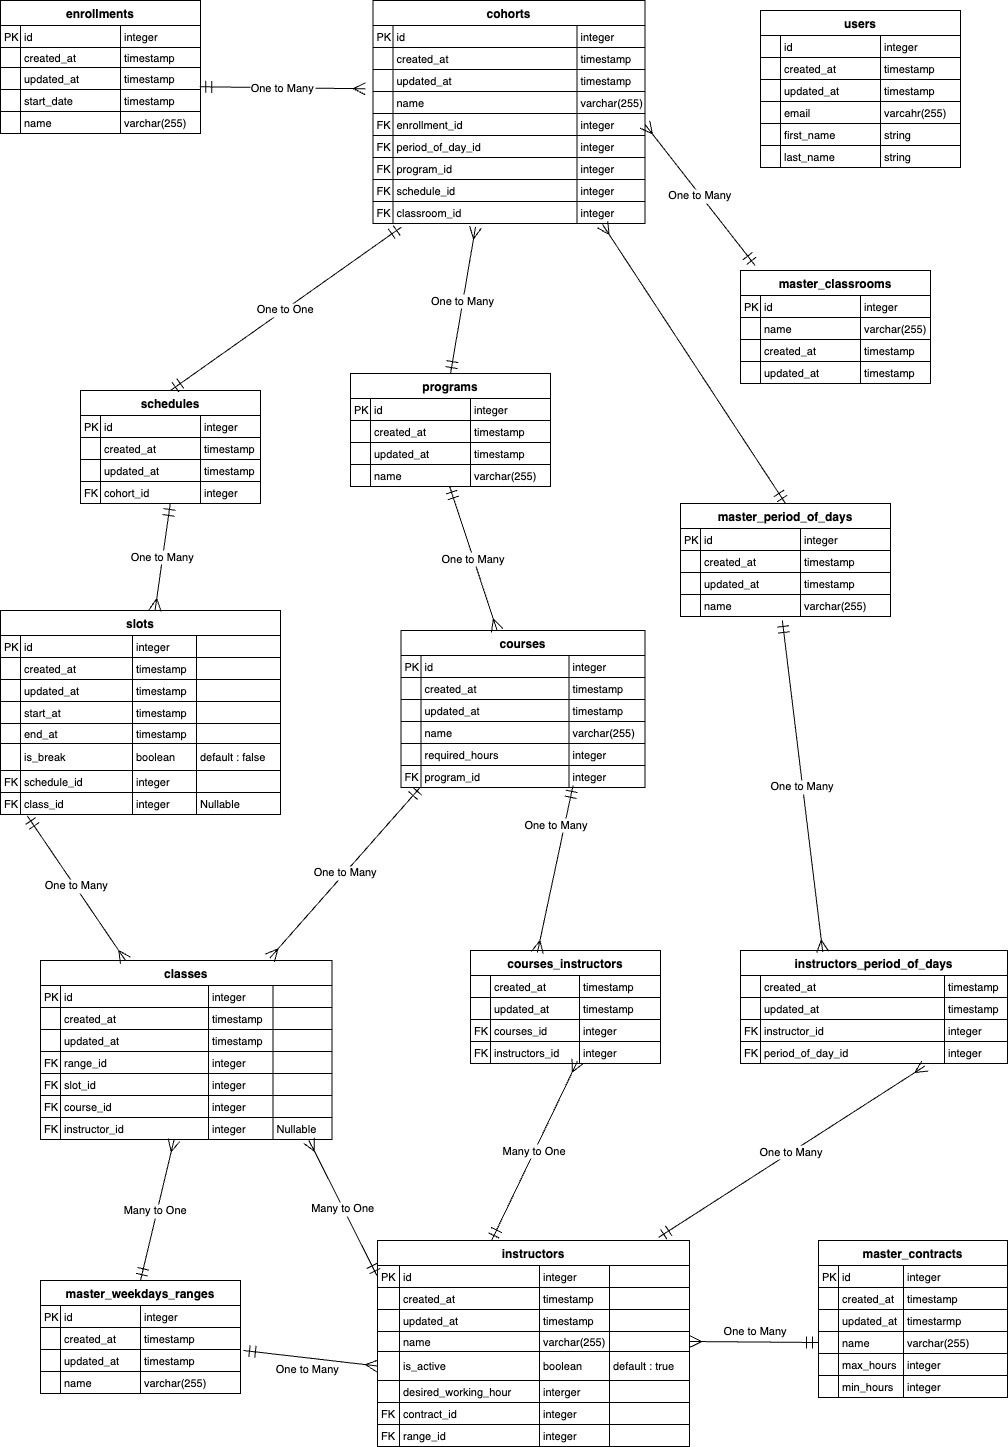 enrollments
PK id integer
created_at timestamp
updated_at timestamp
start_date timestamp
name varchar(255)
One to Many
cohorts
PK id integer
created_at timestamp
updated_at timestamp
name varchar(255)
FK enrollment_id integer
FK period_of_day_id integer
FK program_id integer
FK schedule_id integer
FK classroom_id integer
users
id integer
created_at timestamp
updated_at timestamp
email varcahr(255)
first_name string
last_name string
One to Many
master_classrooms
PK id integer
name varchar(255)
created_at timestamp
updated_at timestamp
One to One
One to Many
schedules
PK id integer
created_at timestamp
updated_at timestamp
FK cohort_id integer
programs
PK id integer
created_at timestamp
updated_at timestamp
name varchar(255)
master_period_of_days
PK id integer
created_at timestamp
updated_at timestamp
name varchar(255)
One to Many
One to Many
slots
PK id integer
created_at timestamp
updated_at timestamp
start_at timestamp
end_at timestamp
is_break boolean default : false
FK schedule_id integer
FK class_id integer Nullable
courses
PK id integer
created_at timestamp
updated_at timestamp
name varchar(255)
required_hours integer
FK program_id integer
One to Many
One to Many
One to Many
One to Many
classes
PK id integer
created_at timestamp
updated_at timestamp
FK range_id integer
FK slot_id integer
FK course_id integer
FK instructor_id integer Nullable
courses_instructors
created_at timestamp
updated_at timestamp
FK courses_id integer
FK instructors_id integer
instructors_period_of_days
created_at timestamp
updated_at timestamp
FK instructor_id integer
FK period_of_day_id integer
Many to One
Many to One
Many to One
One to Many
master_weekdays_ranges
PK id integer
created_at timestamp
updated_at timestamp
name varchar(255)
One to Many
instructors
PK id integer
created_at timestamp
updated_at timestamp
name varchar(255)
is_active boolean default : true
desired_working_hour interger
FK contract_id integer
FK range_id integer
One to Many
master_contracts
PK id integer
created_at timestamp
updated_at timestarmp
name varchar(255)
max_hours integer
min_hours integer